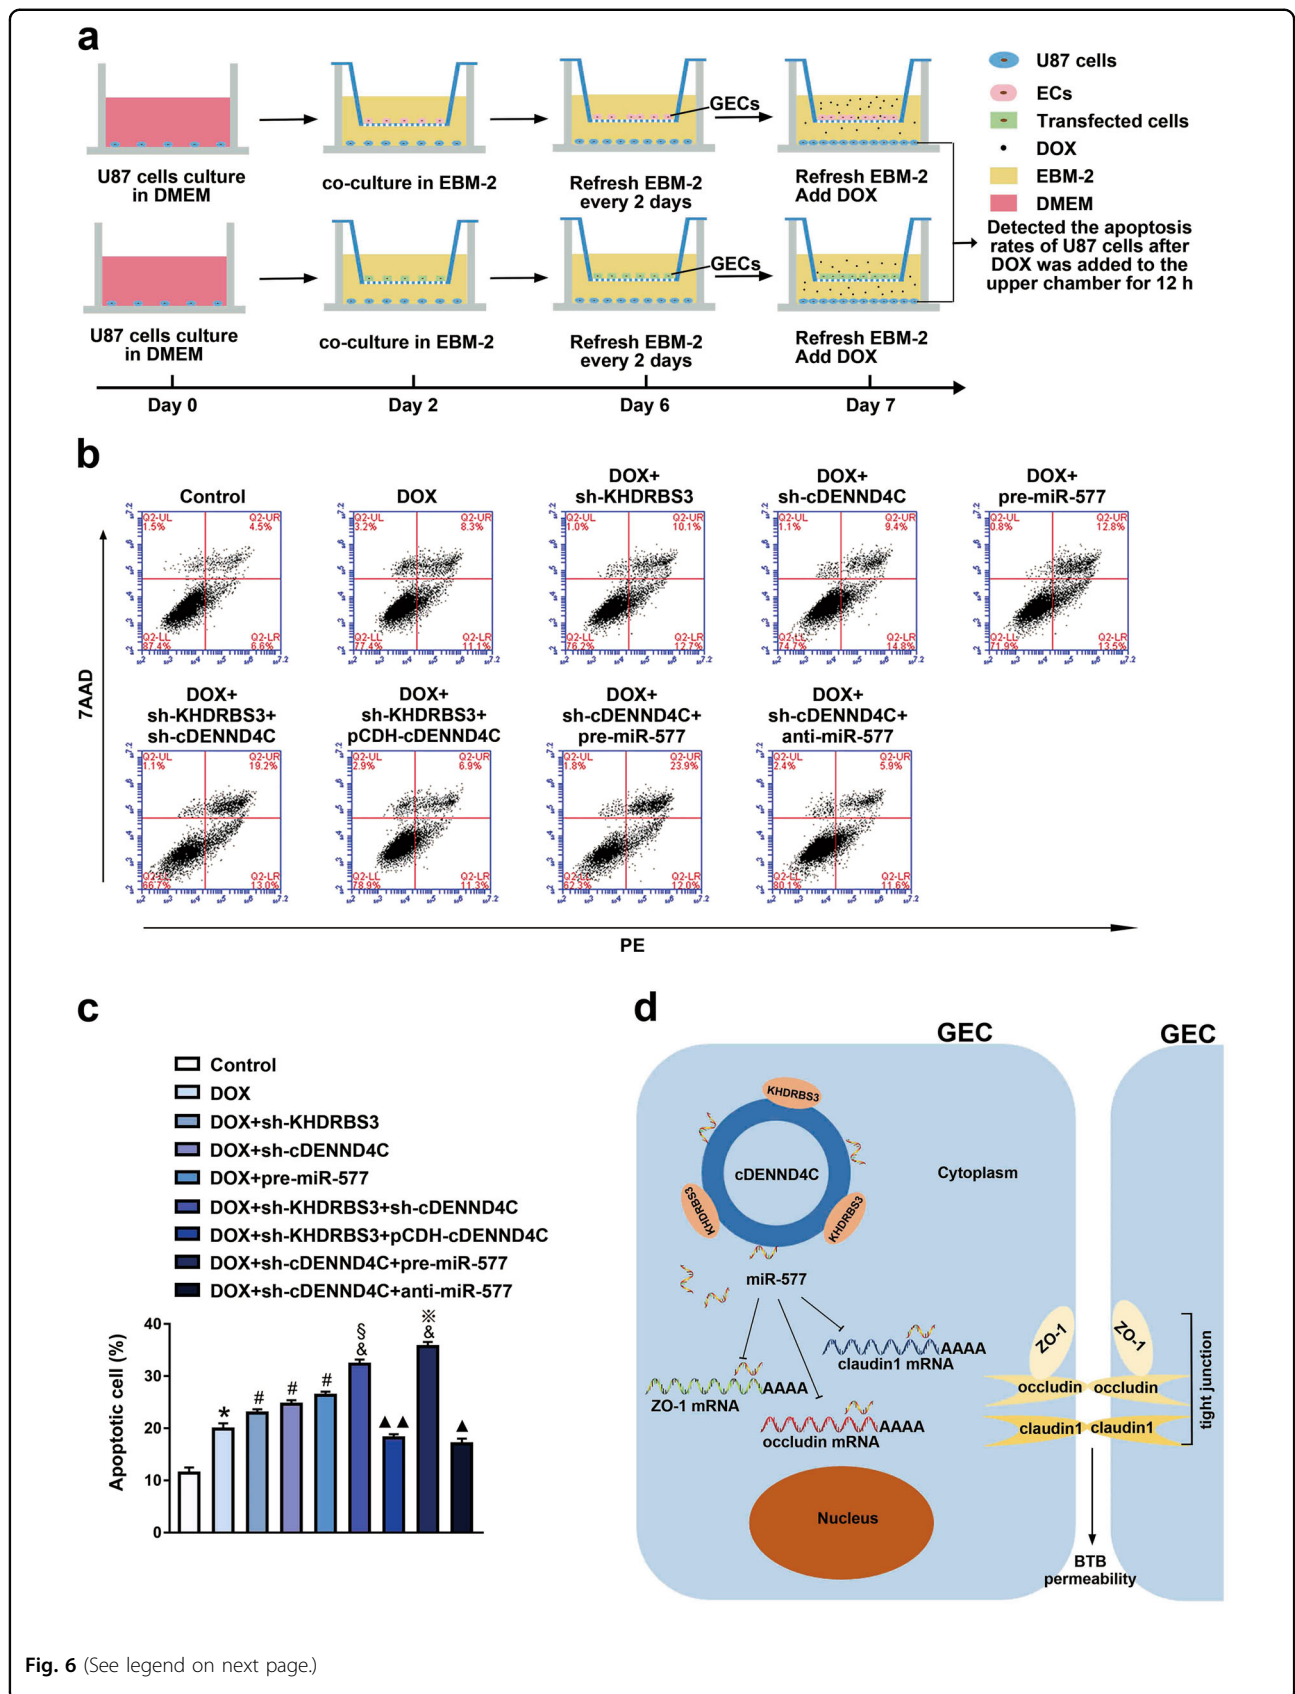 a
U87 cells
ECs
Transfected cells
DOX
EBM-2
DMEM
GECs
U87 cells culture
in DMEM
co-culture in EBM-2
Refresh EBM-2
every 2 days
Refresh EBM-2
Add DOX
GECs
U87 cells culture
in DMEM
co-culture in EBM-2
Refresh EBM-2
every 2 days
Refresh EBM-2
Add DOX
Detected the apoptosis
rates of U87 cells after
DOX was added to the
upper chamber for 12 h
Day 0
Day 2
Day 6
Day 7
b
7AAD
Control
Q2-UL
1.5%
Q2-UR
4.5%
Q2-LL
87.4%
Q2-LR
6.6%
DOX
Q2-UL
3.2%
Q2-UR
8.3%
Q2-LL
77.4%
Q2-LR
11.1%
DOX+
sh-KHDRBS3
Q2-UL
1.0%
Q2-UR
10.1%
Q2-LL
76.2%
Q2-LR
12.7%
DOX+
sh-cDENND4C
Q2-UL
1.1%
Q2-UR
9.4%
Q2-LL
74.7%
Q2-LR
14.8%
DOX+
pre-miR-577
Q2-UL
0.8%
Q2-UR
12.8%
Q2-LL
71.9%
Q2-LR
13.5%
DOX+
sh-KHDRBS3+
sh-cDENND4C
Q2-UL
1.1%
Q2-UR
19.2%
Q2-LL
66.7%
Q2-LR
13.0%
DOX+
sh-KHDRBS3+
pCDH-cDENND4C
Q2-UL
2.9%
Q2-UR
6.9%
Q2-LL
78.9%
Q2-LR
11.3%
DOX+
sh-cDENND4C+
pre-miR-577
Q2-UL
1.8%
Q2-UR
23.9%
Q2-LL
62.3%
Q2-LR
12.0%
DOX+
sh-cDENND4C+
anti-miR-577
Q2-UL
2.4%
Q2-UR
5.9%
Q2-LL
80.1%
Q2-LR
11.6%
PE
c
Control
DOX
DOX+sh-KHDRBS3
DOX+sh-cDENND4C
DOX+pre-miR-577
DOX+sh-KHDRBS3+sh-cDENND4C
DOX+sh-KHDRBS3+pCDH-cDENND4C
DOX+sh-cDENND4C+pre-miR-577
DOX+sh-cDENND4C+anti-miR-577
Apoptotic cell (%)
40
30
20
10
0
*
#
#
#
§
&
▲▲
※
&
▲
d
GEC
GEC
KHDRBS3
KHDRBS3
KHDRBS3
cDENND4C
Cytoplasm
miR-577
AAAA
claudin1 mRNA
AAAA
ZO-1 mRNA
AAAA
occludin mRNA
Nucleus
ZO-1
ZO-1
occludin
occludin
claudin1
claudin1
tight junction
BTB
permeability
Fig. 6 (See legend on next page.)